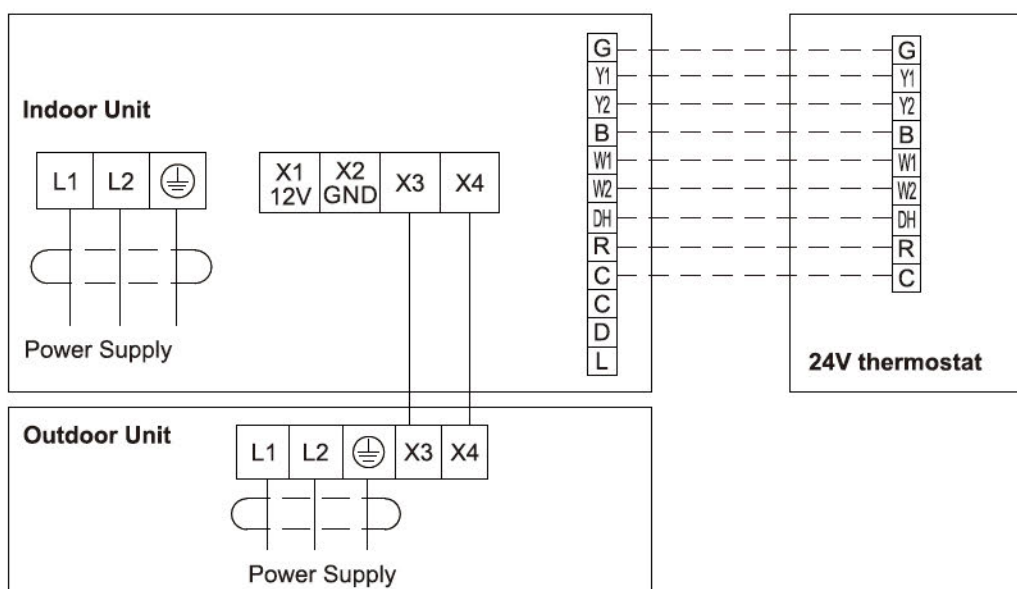 Indoor Unit
L1 L2
X1 12V X2 GND X3 X4
G
Y1
Y2
B
W1
W2
DH
R
C
C
D
L
Power Supply
G
Y1
Y2
B
W1
W2
DH
R
C
24V thermostat
Outdoor Unit
L1 L2 X3 X4
Power Supply